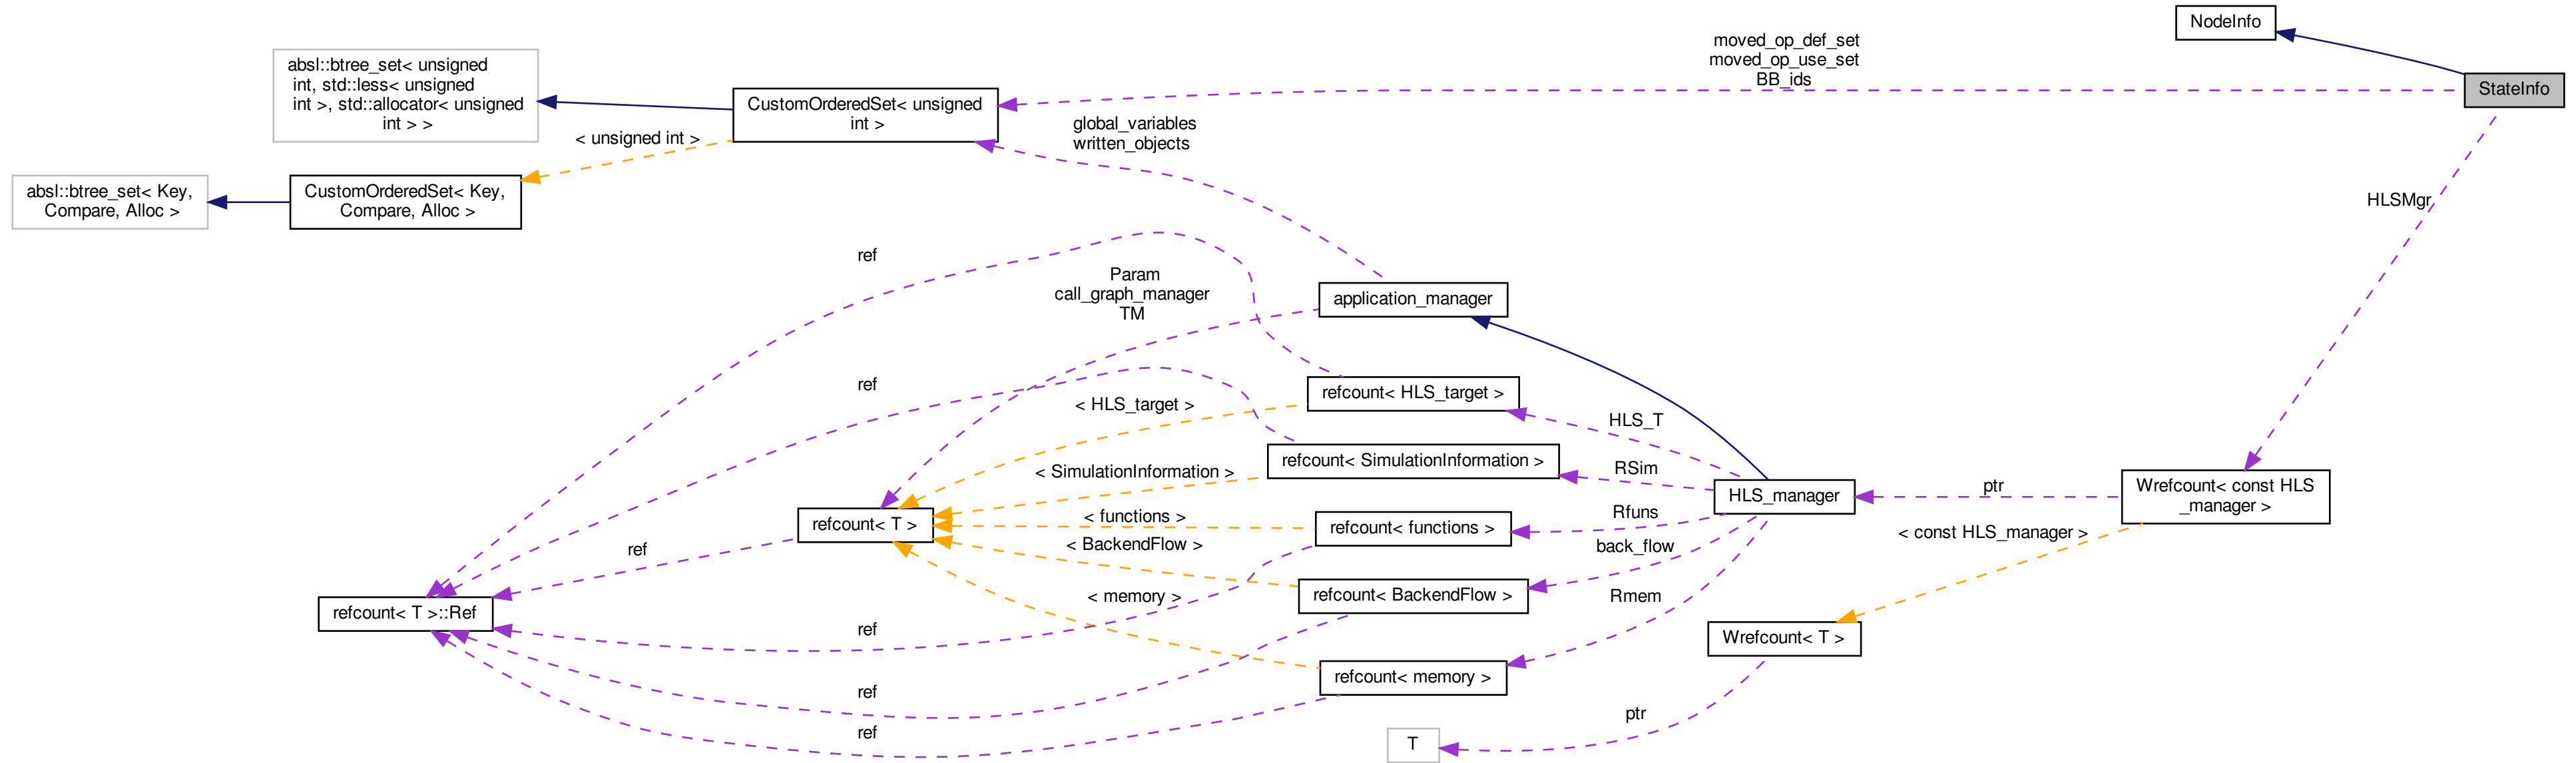 NodeInfo
StateInfo
moved_op_def_set
moved_op_use_set
BB_ids
absl::btree_set< unsigned
int, std::less< unsigned
int >, std::allocator< unsigned
int > >
CustomOrderedSet< unsigned
int >
global_variables
written_objects
< unsigned int >
absl::btree_set< Key,
Compare, Alloc >
CustomOrderedSet< Key,
Compare, Alloc >
HLSMgr
ref
Param
call_graph_manager
TM
application_manager
ref
refcount< HLS_target >
< HLS_target >
HLS_T
refcount< SimulationInformation >
< SimulationInformation >
RSim
HLS_manager
ptr
Wrefcount< const HLS
_manager >
refcount< T >
< functions >
refcount< functions >
Rfuns
< BackendFlow >
back_flow
< const HLS_manager >
ref
refcount< T >::Ref
refcount< BackendFlow >
< memory >
Rmem
ref
Wrefcount< T >
refcount< memory >
ref
ptr
ref
T